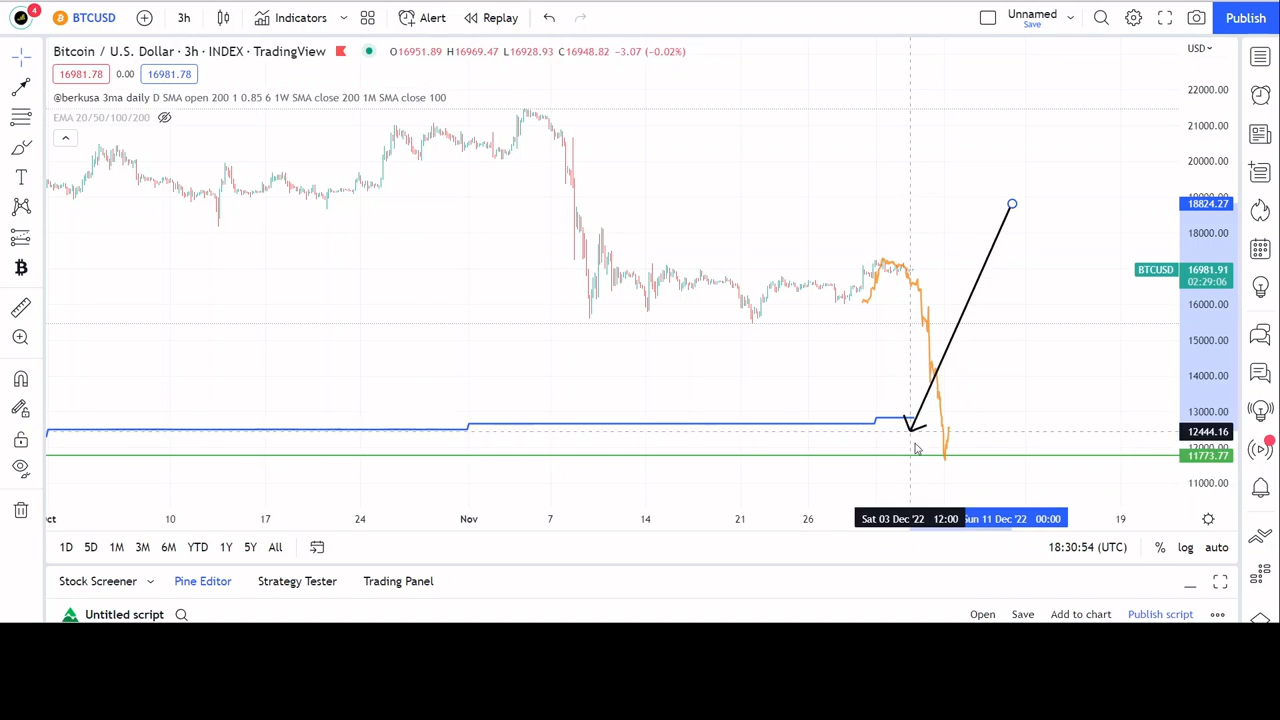 4 BTCUSD 3h Indicators Alert Replay Unnamed Save Publish
Bitcoin / U.S. Dollar · 3h · INDEX · TradingView O16951.89 H16969.47 L16928.93 C16948.82 −3.07 (−0.02%) USD
16981.78 0.00 16981.78
@berkusa 3ma daily D SMA open 200 1 0.85 6 1W SMA close 200 1M SMA close 100
EMA 20/50/100/200
22000.00
21000.00
20000.00
19000.00
18824.27
18000.00
BTCUSD 16981.91
02:29:06
16000.00
15000.00
14000.00
13000.00
12444.16
12000.00
11773.77
11000.00
10 17 24 Nov 7 14 21 26 Sat 03 Dec '22 12:00 Sun 11 Dec '22 00:00 19
1D 5D 1M 3M 6M YTD 1Y 5Y All 18:30:54 (UTC) % log auto
Stock Screener Pine Editor Strategy Tester Trading Panel
Untitled script Open Save Add to chart Publish script